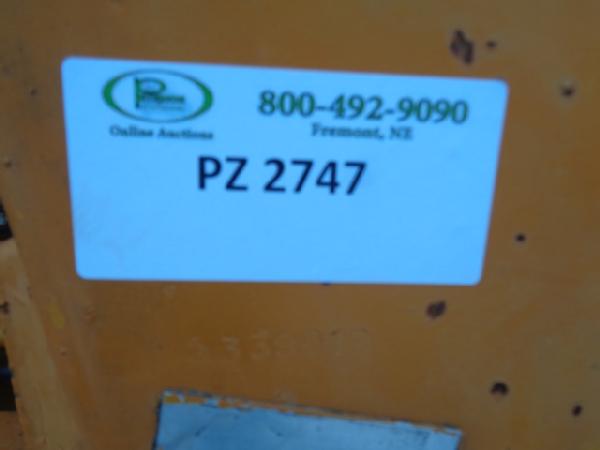 800-492-9090
Online Auctions
Fremont, NE
PZ 2747